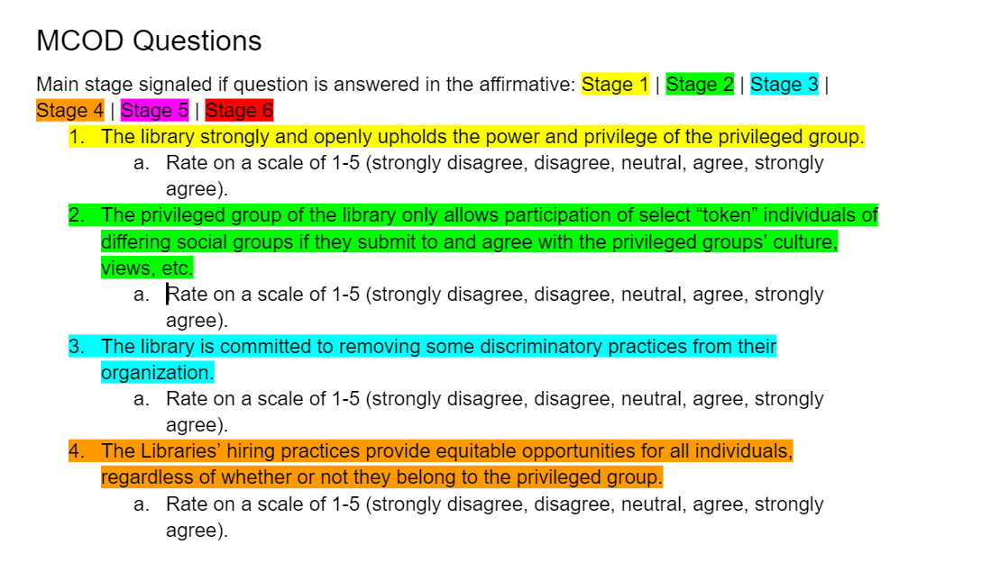 MCOD Questions
Main stage signaled if question is answered in the affirmative: Stage 1 | Stage 2 | Stage 3 |
Stage 4 | Stage 5 | Stage 6
1. The library strongly and openly upholds the power and privilege of the privileged group.
a. Rate on a scale of 1-5 (strongly disagree, disagree, neutral, agree, strongly
agree).
2. The privileged group of the library only allows participation of select “token” individuals of
differing social groups if they submit to and agree with the privileged groups’ culture,
views, etc.
a. Rate on a scale of 1-5 (strongly disagree, disagree, neutral, agree, strongly
agree).
3. The library is committed to removing some discriminatory practices from their
organization.
a. Rate on a scale of 1-5 (strongly disagree, disagree, neutral, agree, strongly
agree).
4. The Libraries’ hiring practices provide equitable opportunities for all individuals,
regardless of whether or not they belong to the privileged group.
a. Rate on a scale of 1-5 (strongly disagree, disagree, neutral, agree, strongly
agree).